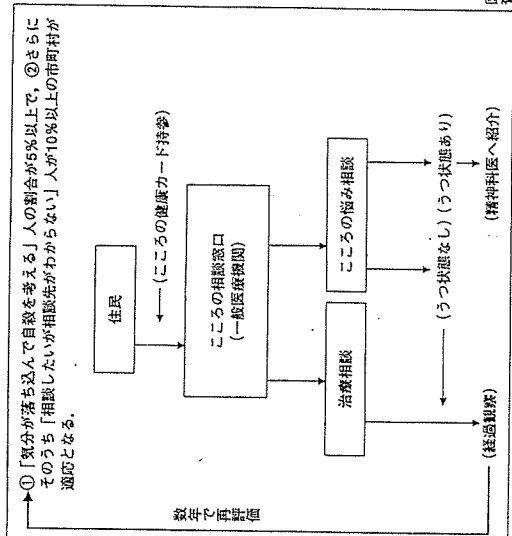 ①「気分が落ち込んで自殺を考える」人の割合が5%以上で，②さらに
そのうち「相談したいが相談先がわからない」人が10%以上の市町村が
適応となる．
住民
(こころの健康カード持参)
こころの相談窓口
(一般医療機関)
治療相談
こころの悩み相談
(うつ状態なし)
(うつ状態あり)
(経過観察)
(精神科医へ紹介)
数年で再評価